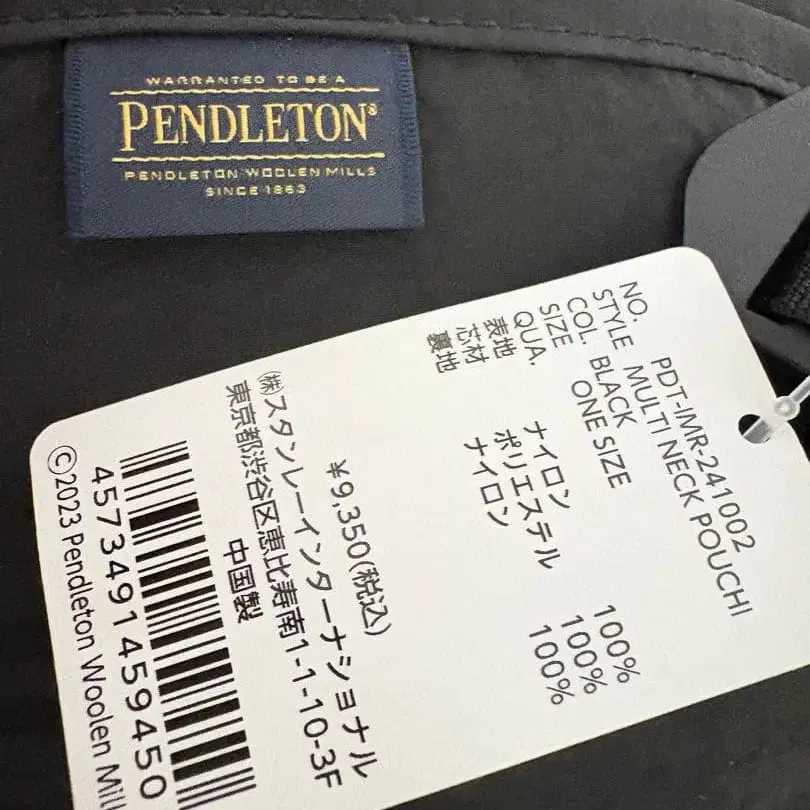 WARRANTED TO BE A
PENDLETON®
PENDLETON WOOLEN MILLS
SINCE 1863
NO. PDT-IMR-241002
STYLE MULTI NECK POUCHI
COL. BLACK
SIZE ONE SIZE
QUA.
表地 ナイロン 100%
芯材 ポリエステル 100%
裏地 ナイロン 100%
¥9,350(税込)
㈱スタンレーインターナショナル
東京都渋谷区恵比寿南1-1-10-3F
中国製
4573491459450
©2023 Pendleton Woolen Mill